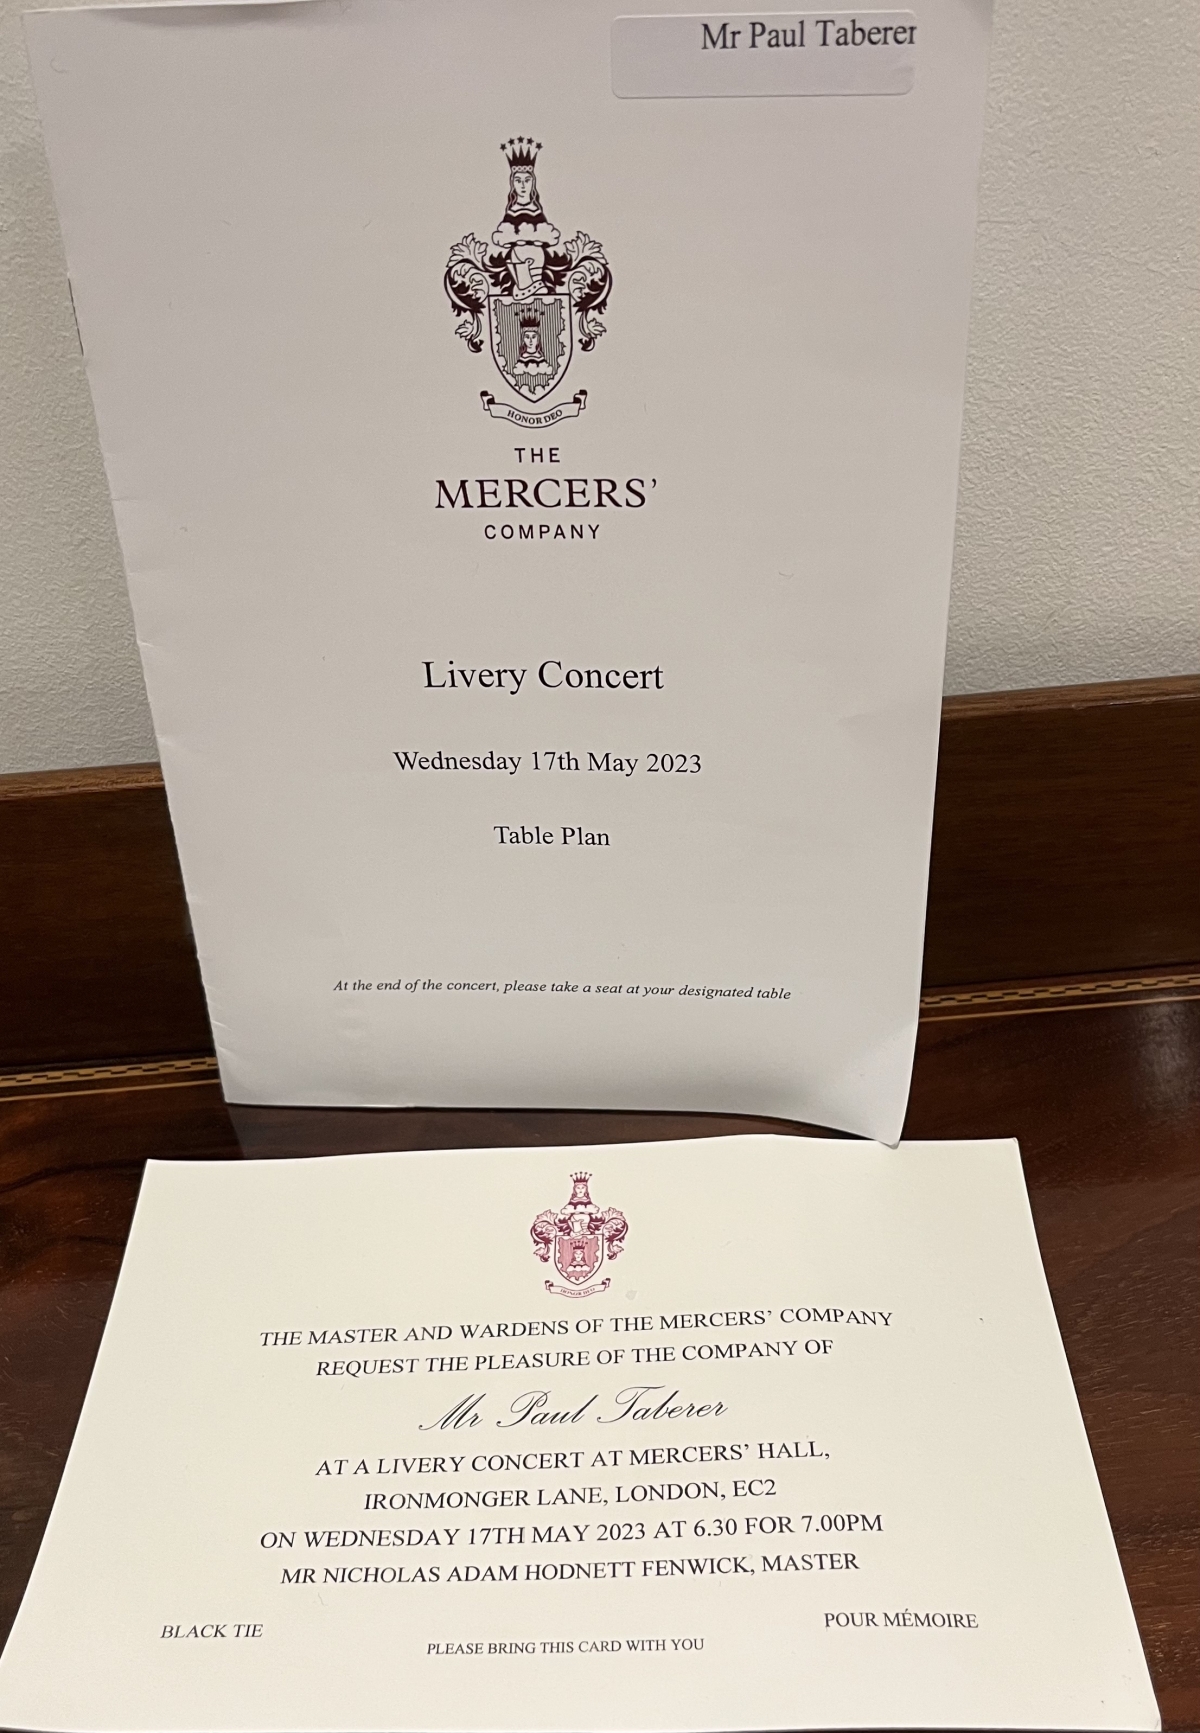 Mr Paul Taberer
HONOR DEO
THE
MERCERS'
COMPANY
Livery Concert
Wednesday 17th May 2023
Table Plan
At the end of the concert, please take a seat at your designated table
HONOR DEO
THE MASTER AND WARDENS OF THE MERCERS' COMPANY
REQUEST THE PLEASURE OF THE COMPANY OF
Mr Paul Taberer
AT A LIVERY CONCERT AT MERCERS' HALL,
IRONMONGER LANE, LONDON, EC2
ON WEDNESDAY 17TH MAY 2023 AT 6.30 FOR 7.00PM
MR NICHOLAS ADAM HODNETT FENWICK, MASTER
BLACK TIE
POUR MÉMOIRE
PLEASE BRING THIS CARD WITH YOU